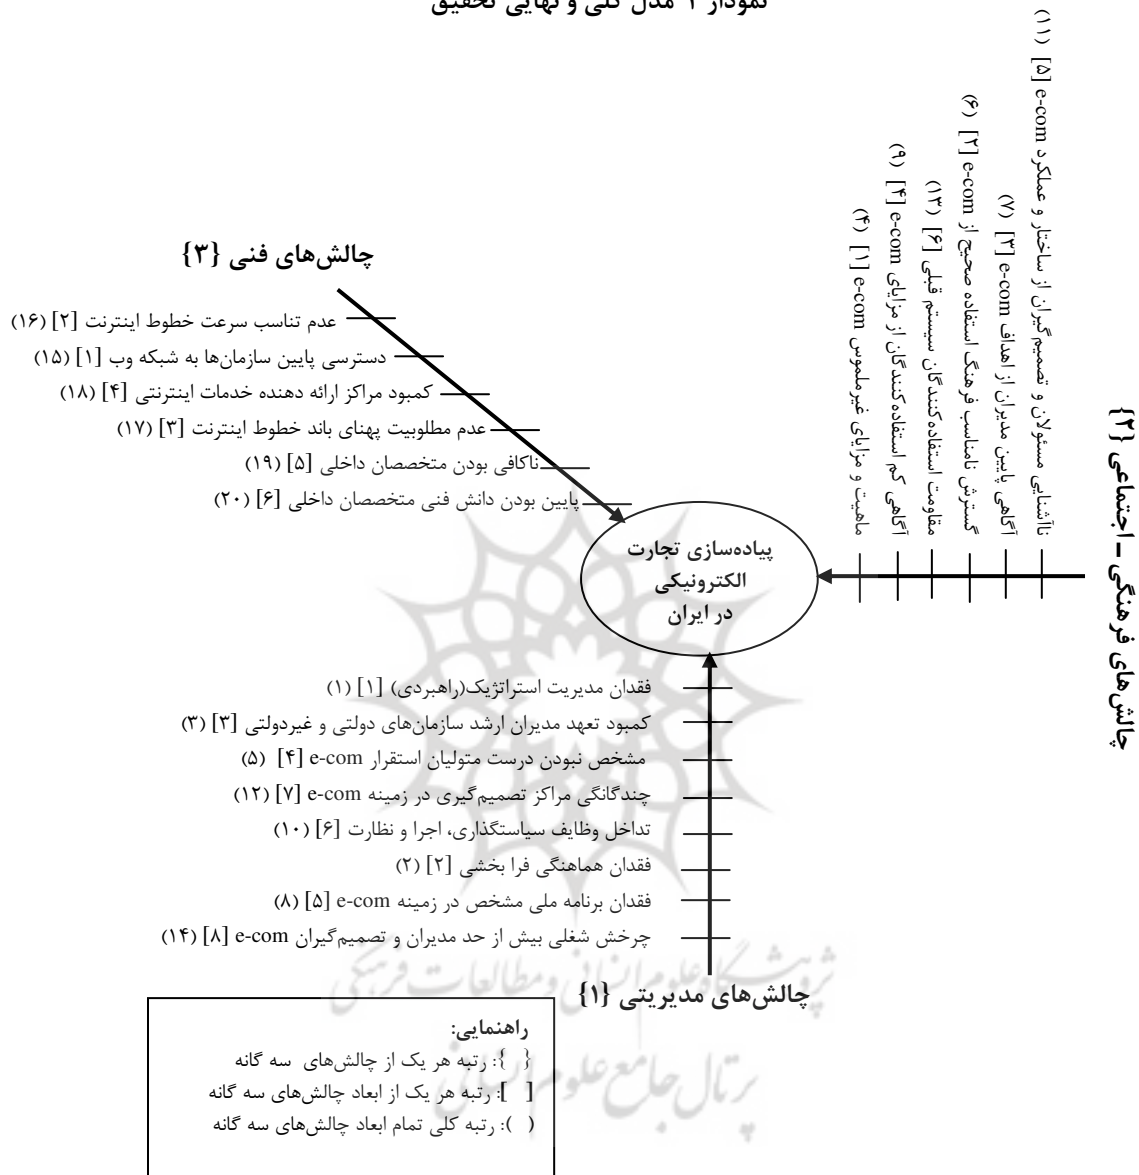 نمودار ۲ مدل کلی و نهایی تحقیق
چالش‌های فنی {۳}
عدم تناسب سرعت خطوط اینترنت [۲] (۱۶)
دسترسی پایین سازمان‌ها به شبکه وب [۱] (۱۵)
کمبود مراکز ارائه دهنده خدمات اینترنتی [۴] (۱۸)
عدم مطلوبیت پهنای باند خطوط اینترنت [۳] (۱۷)
ناکافی بودن متخصصان داخلی [۵] (۱۹)
پایین بودن دانش فنی متخصصان داخلی [۶] (۲۰)
چالش‌های فرهنگی ـ اجتماعی {۲}
ناآشنایی مسئولان و تصمیم‌گیران از ساختار و عملکرد e-com [۵] (۱۱)
آگاهی پایین مدیران از اهداف e-com [۳] (۷)
گسترش نامناسب فرهنگ استفاده صحیح از e-com [۲] (۶)
مقاومت استفاده‌کنندگان سیستم قبلی [۶] (۱۳)
آگاهی کم استفاده‌کنندگان از مزایای e-com [۴] (۹)
ماهیت و مزایای غیرملموس e-com [۱] (۴)
پیاده‌سازی تجارت
الکترونیکی
در ایران
فقدان مدیریت استراتژیک(راهبردی) [۱] (۱)
کمبود تعهد مدیران ارشد سازمان‌های دولتی و غیردولتی [۳] (۳)
مشخص نبودن درست متولیان استقرار e-com [۴] (۵)
چندگانگی مراکز تصمیم‌گیری در زمینه e-com [۷] (۱۲)
تداخل وظایف سیاستگذاری، اجرا و نظارت [۶] (۱۰)
فقدان هماهنگی فرا بخشی [۲] (۲)
فقدان برنامه ملی مشخص در زمینه e-com [۵] (۸)
چرخش شغلی بیش از حد مدیران و تصمیم‌گیران e-com [۸] (۱۴)
چالش‌های مدیریتی {۱}
پژوهشگاه علوم انسانی و مطالعات فرهنگی
پرتال جامع علوم انسانی
راهنمایی:
{ }: رتبه هر یک از چالش‌های سه گانه
[ ]: رتبه هر یک از ابعاد چالش‌های سه گانه
( ): رتبه کلی تمام ابعاد چالش‌های سه گانه